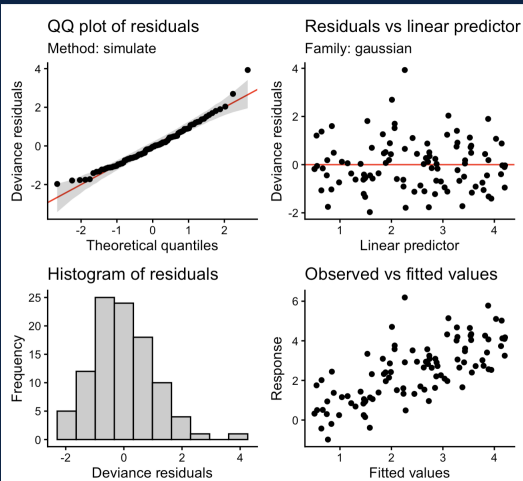 QQ plot of residuals
Method: simulate
4
2
0
-2
-2
-1
0
1
2
Deviance residuals
Theoretical quantiles
Residuals vs linear predictor
Family: gaussian
4
2
0
-2
1
2
3
4
Deviance residuals
Linear predictor
Histogram of residuals
25
20
15
10
5
0
-2
0
2
4
Frequency
Deviance residuals
Observed vs fitted values
6
4
2
0
1
2
3
4
Response
Fitted values